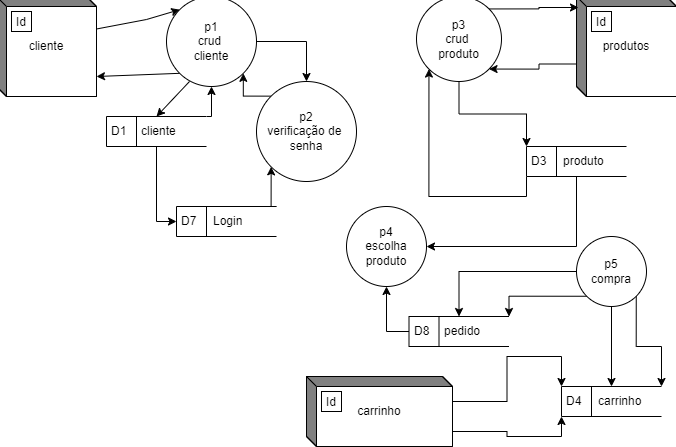 Id
cliente
p1
crud
cliente
p3
crud
produto
Id
produtos
p2
verificação de
senha
D1
cliente
D3
produto
D7
Login
p4
escolha
produto
p5
compra
D8
pedido
Id
carrinho
D4
carrinho